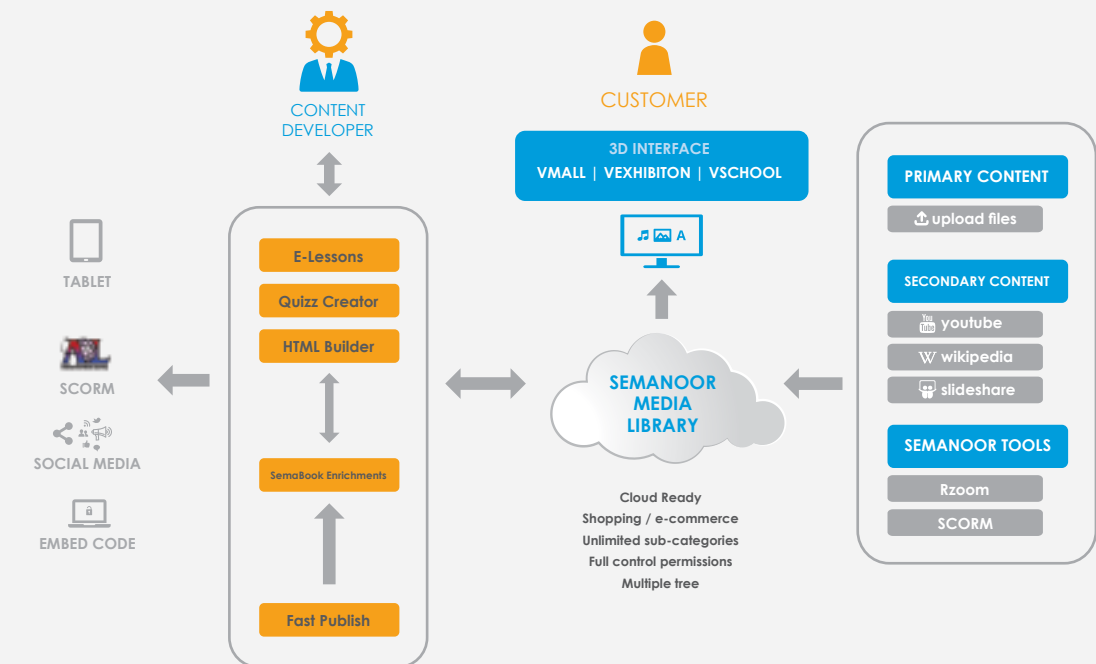 CONTENT
DEVELOPER
CUSTOMER
3D INTERFACE
VMALL | VEXHIBITON | VSCHOOL
A
TABLET
SCORM
SOCIAL MEDIA
EMBED CODE
E-Lessons
Quizz Creator
HTML Builder
SemaBook Enrichments
Fast Publish
SEMANOOR
MEDIA
LIBRARY
Cloud Ready
Shopping / e-commerce
Unlimited sub-categories
Full control permissions
Multiple tree
PRIMARY CONTENT
upload files
SECONDARY CONTENT
You
Tube
youtube
W wikipedia
slideshare
SEMANOOR TOOLS
Rzoom
SCORM